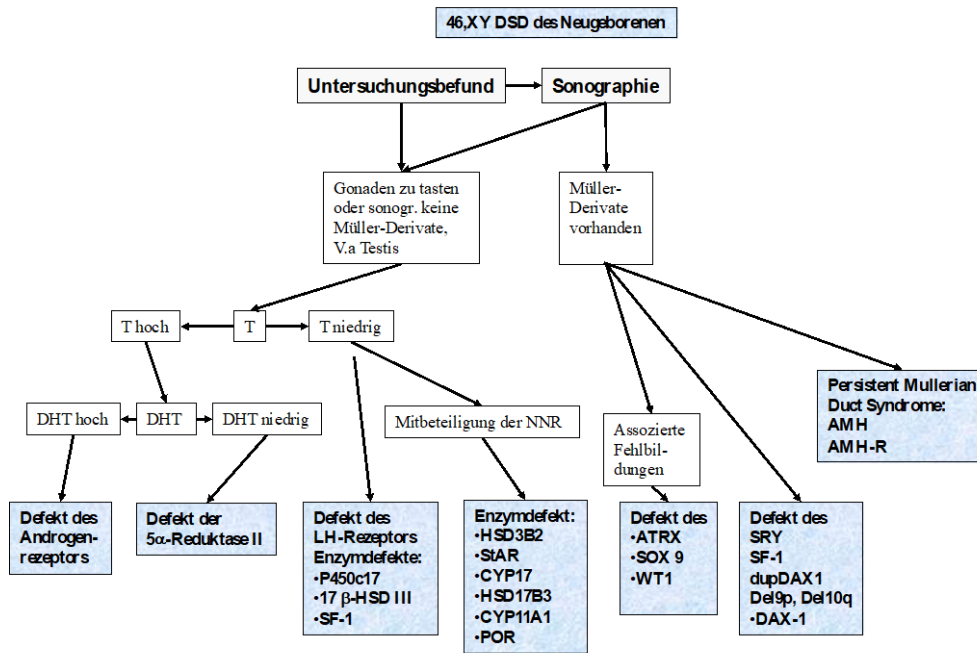 46,XY DSD des Neugeborenen
Untersuchungsbefund
Sonographie
Gonaden zu tasten
oder sonogr. keine
Müller-Derivate,
V.a Testis
Müller-
Derivate
vorhanden
T hoch
T
T niedrig
DHT hoch
DHT
DHT niedrig
Mitbeteiligung der NNR
Assozierte
Fehlbil-
dungen
Persistent Mullerian
Duct Syndrome:
AMH
AMH-R
Defekt des
Androgen-
rezeptors
Defekt der
5α-Reduktase II
Defekt des
LH-Rezeptors
Enzymdefekte:
•P450c17
•17 β-HSD III
•SF-1
Enzymdefekt:
•HSD3B2
•StAR
•CYP17
•HSD17B3
•CYP11A1
•POR
Defekt des
•ATRX
•SOX 9
•WT1
Defekt des
SRY
SF-1
dupDAX1
Del9p, Del10q
•DAX-1